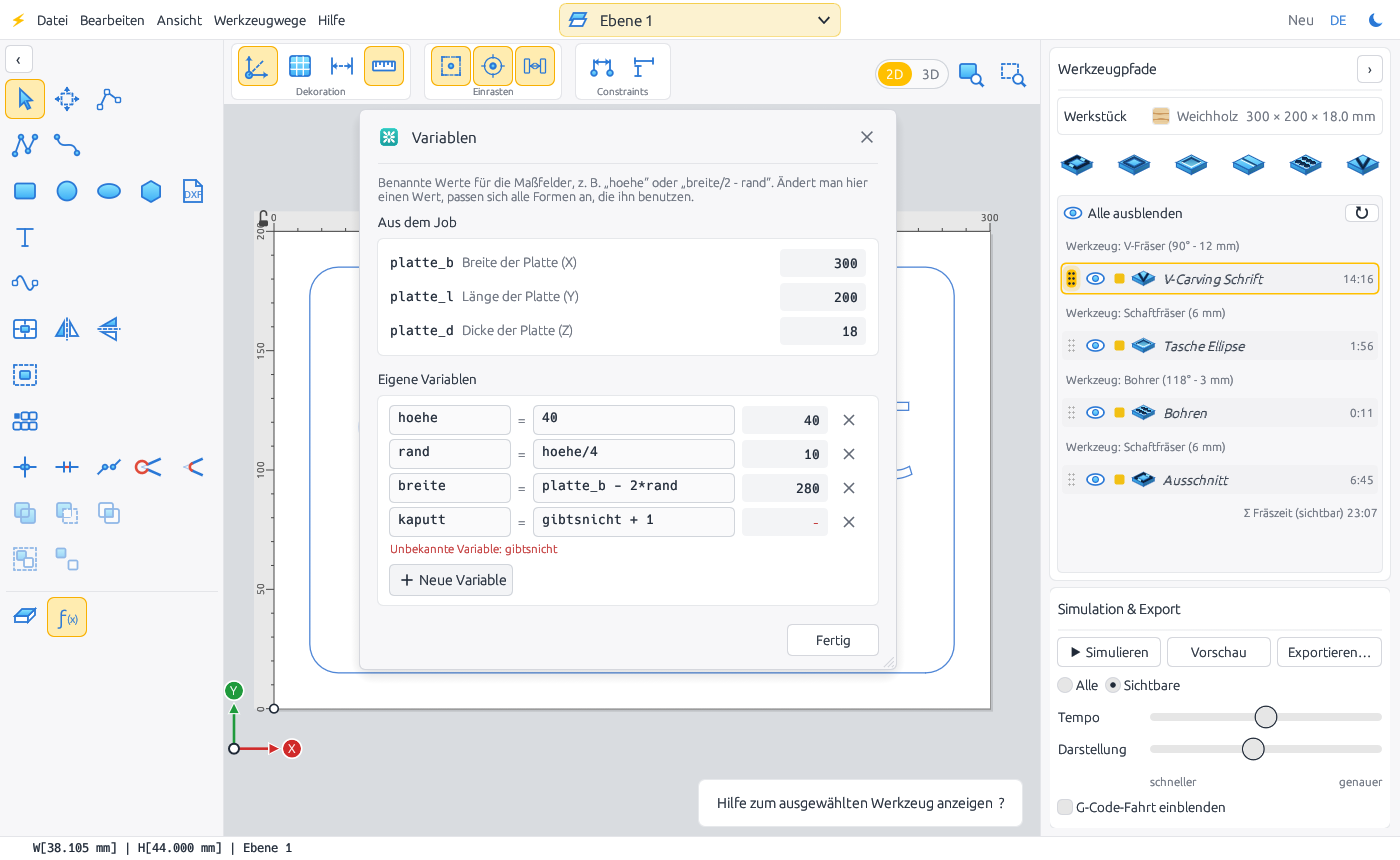 Datei Bearbeiten Ansicht Werkzeugwege Hilfe
Ebene 1
Neu DE
Dekoration
Einrasten
Constraints
2D 3D
DXF
f(x)
0
300
200
150
100
50
0
Y
X
Variablen
Benannte Werte für die Maßfelder, z. B. „hoehe“ oder „breite/2 - rand“. Ändert man hier
einen Wert, passen sich alle Formen an, die ihn benutzen.
Aus dem Job
platte_b Breite der Platte (X) 300
platte_l Länge der Platte (Y) 200
platte_d Dicke der Platte (Z) 18
Eigene Variablen
hoehe = 40 40
rand = hoehe/4 10
breite = platte_b - 2*rand 280
kaputt = gibtsnicht + 1 -
Unbekannte Variable: gibtsnicht
+ Neue Variable
Fertig
Hilfe zum ausgewählten Werkzeug anzeigen ?
Werkzeugpfade
Werkstück Weichholz 300 × 200 × 18.0 mm
Alle ausblenden
Werkzeug: V-Fräser (90° - 12 mm)
V-Carving Schrift 14:16
Werkzeug: Schaftfräser (6 mm)
Tasche Ellipse 1:56
Werkzeug: Bohrer (118° - 3 mm)
Bohren 0:11
Werkzeug: Schaftfräser (6 mm)
Ausschnitt 6:45
Σ Fräszeit (sichtbar) 23:07
Simulation & Export
Simulieren Vorschau Exportieren…
Alle Sichtbare
Tempo
Darstellung
schneller genauer
G-Code-Fahrt einblenden
W[38.105 mm] | H[44.000 mm] | Ebene 1